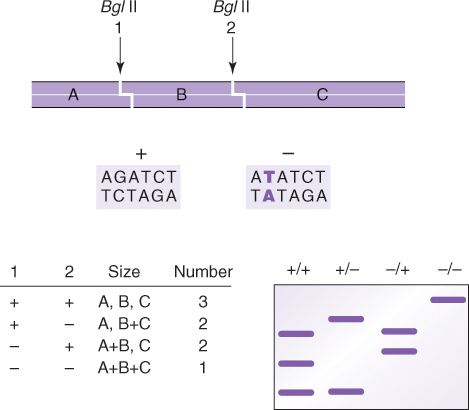 Bgl II Bgl II
1 2
A B C
+ –
AGATCT ATATCT
TCTAGA TATAGA
1 2 Size Number +/+ +/– –/+ –/–
+ + A, B, C 3
+ – A, B+C 2
– + A+B, C 2
– – A+B+C 1